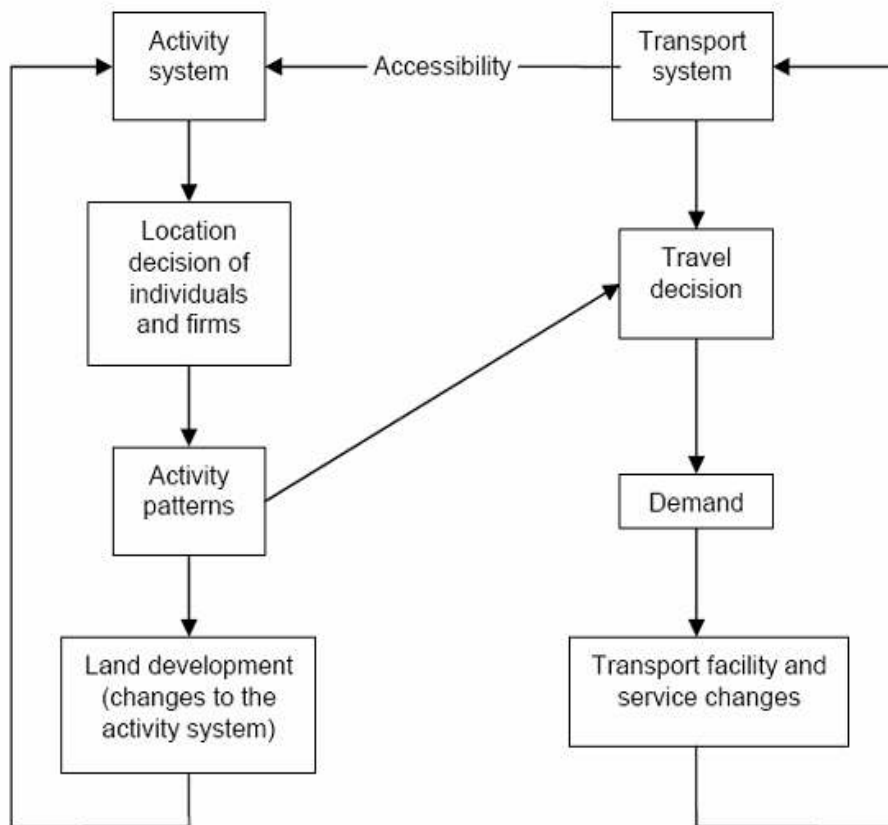 Activity
system
Accessibility
Transport
system
Location
decision of
individuals
and firms
Travel
decision
Activity
patterns
Demand
Land development
(changes to the
activity system)
Transport facility and
service changes